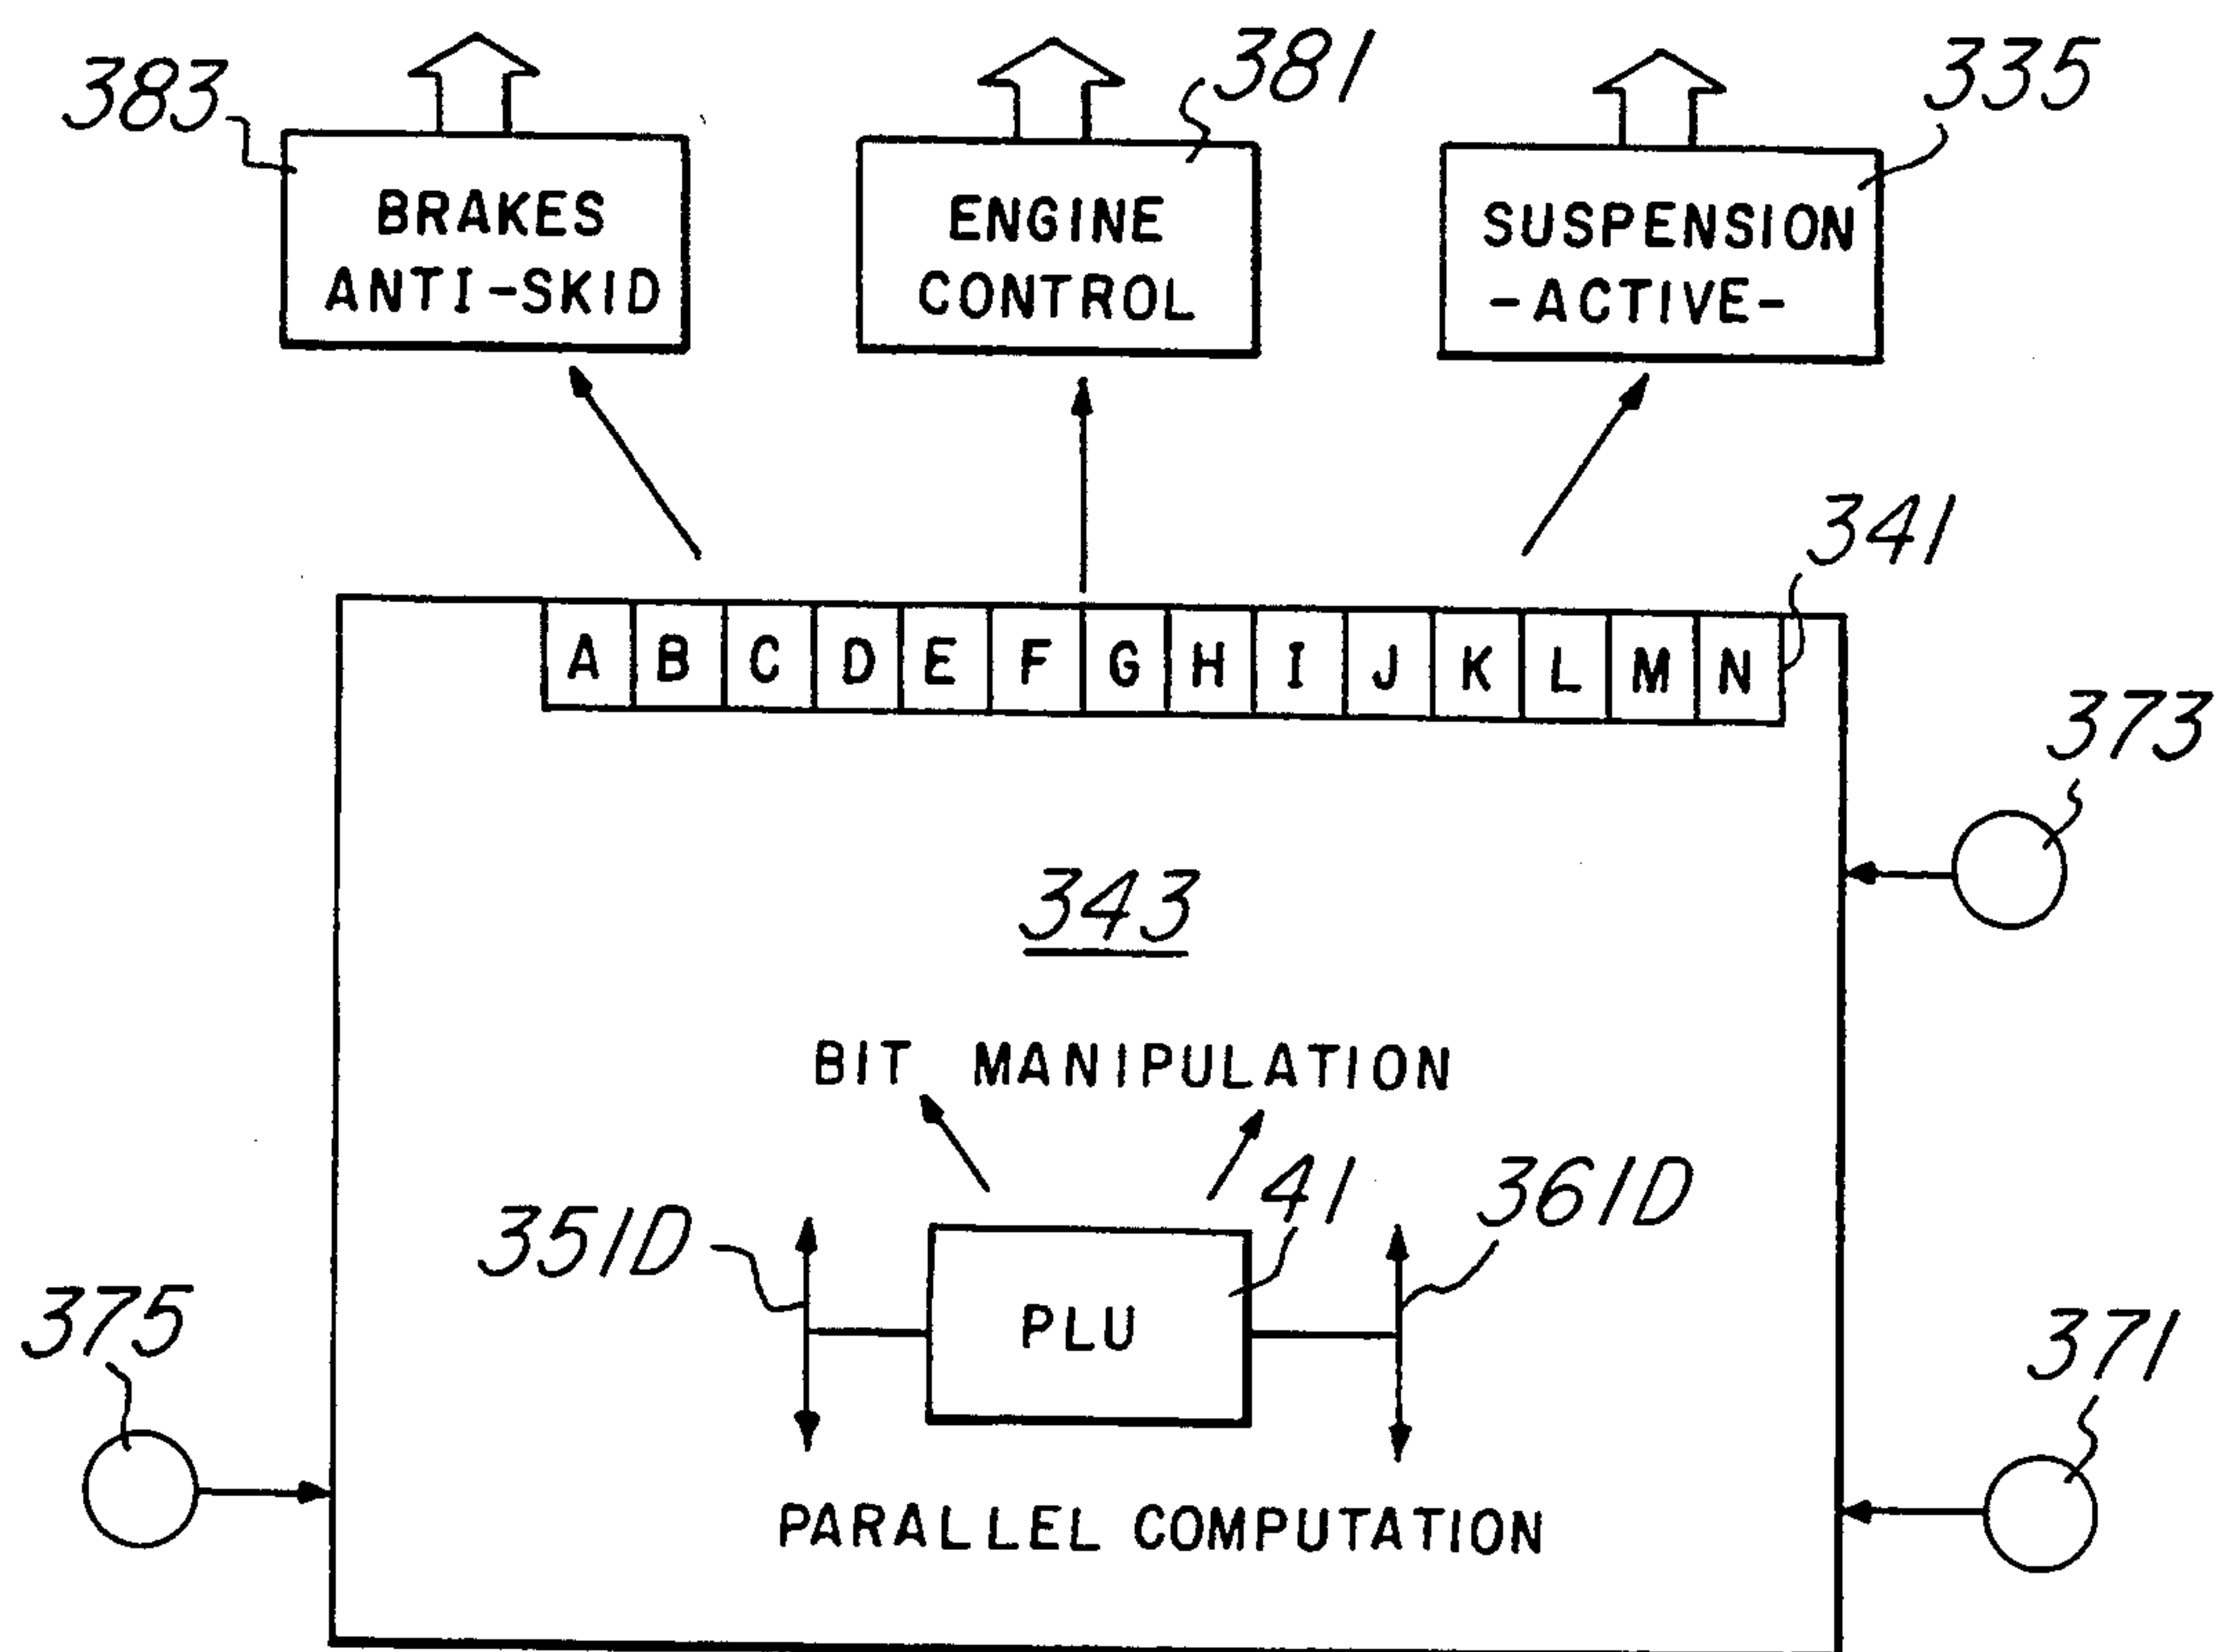 383
381
335
BRAKES
ANTI-SKID
ENGINE
CONTROL
SUSPENSION
-ACTIVE-
341
A B C D E F G H I J K L M N
373
343
BIT MANIPULATION
351D
41
361D
PLU
375
371
PARALLEL COMPUTATION